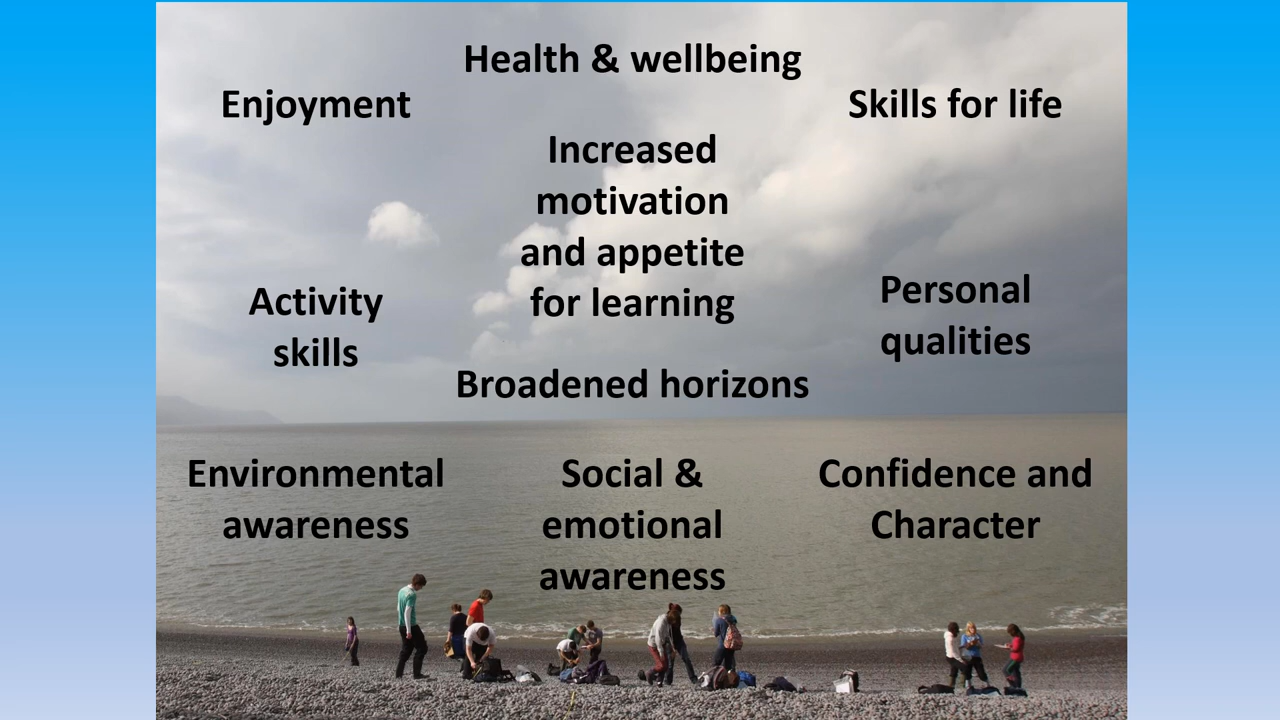 Health & wellbeing
Enjoyment
Skills for life
Increased
motivation
and appetite
for learning
Activity
skills
Personal
qualities
Broadened horizons
Environmental
awareness
Social &
emotional
awareness
Confidence and
Character